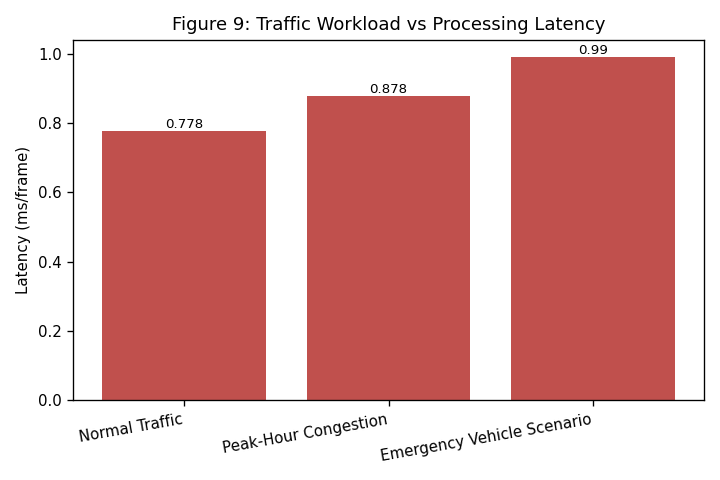 Figure 9: Traffic Workload vs Processing Latency
Latency (ms/frame)
1.0
0.8
0.6
0.4
0.2
0.0
0.778
0.878
0.99
Normal Traffic
Peak-Hour Congestion
Emergency Vehicle Scenario